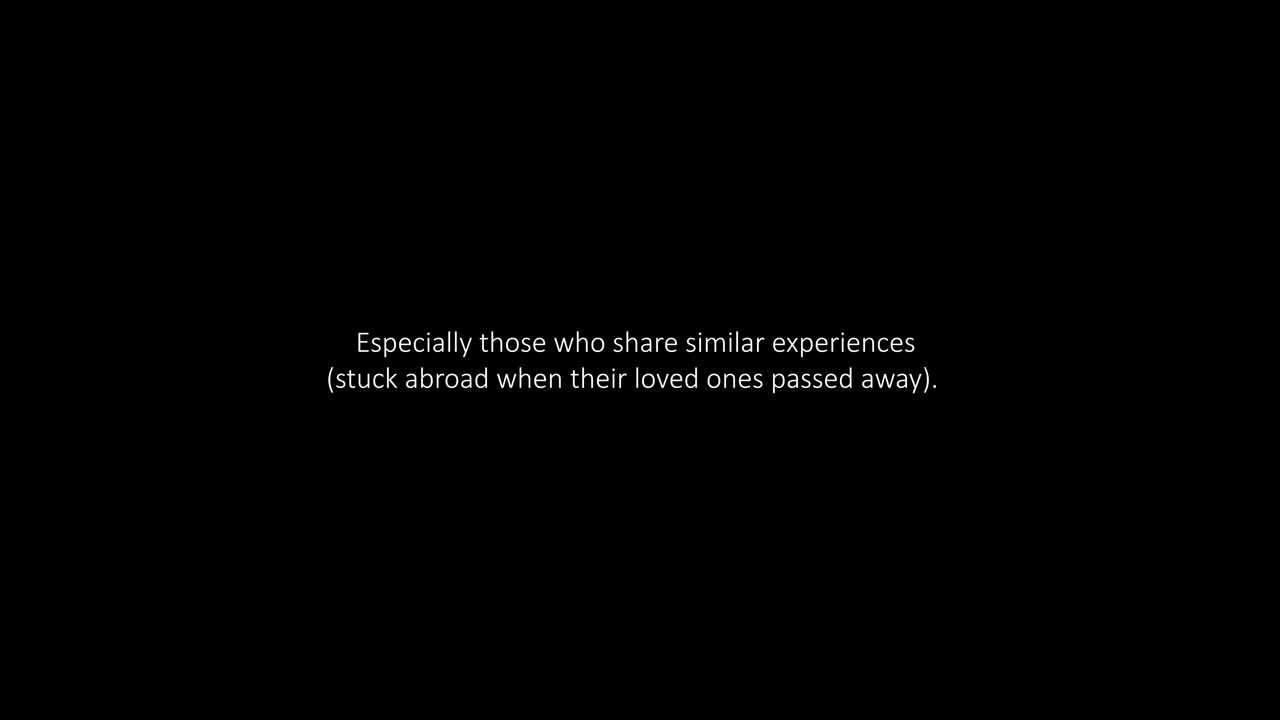 Especially those who share similar experiences
(stuck abroad when their loved ones passed away).